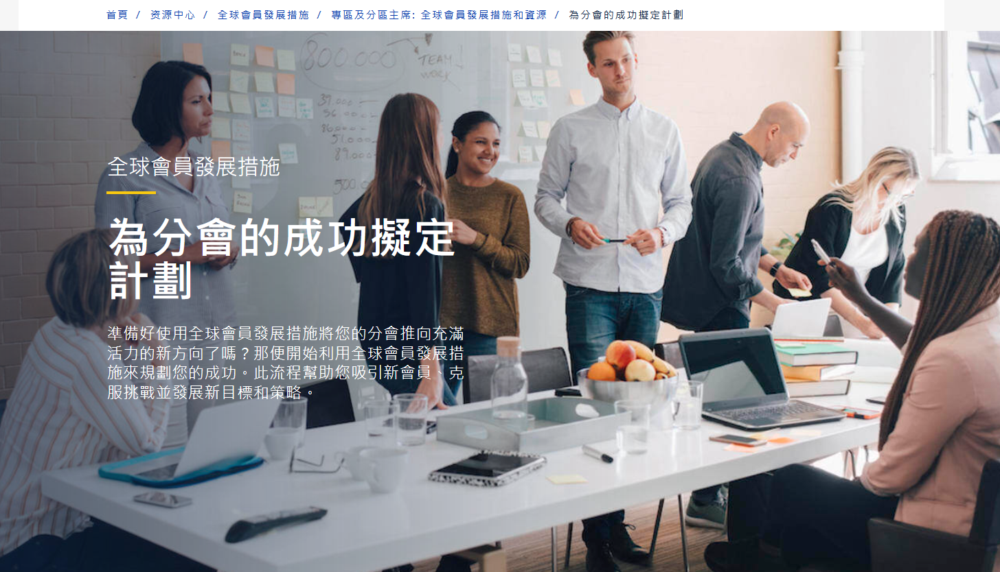 首頁 / 资源中心 / 全球會員發展措施 / 專區及分區主席: 全球會員發展措施和資源 / 為分會的成功擬定計劃
800.000
TEAM
WORK
全球會員發展措施
為分會的成功擬定
計劃
準備好使用全球會員發展措施將您的分會推向充滿
活力的新方向了嗎？那便開始利用全球會員發展措
施來規劃您的成功。此流程幫助您吸引新會員、克
服挑戰並發展新目標和策略。